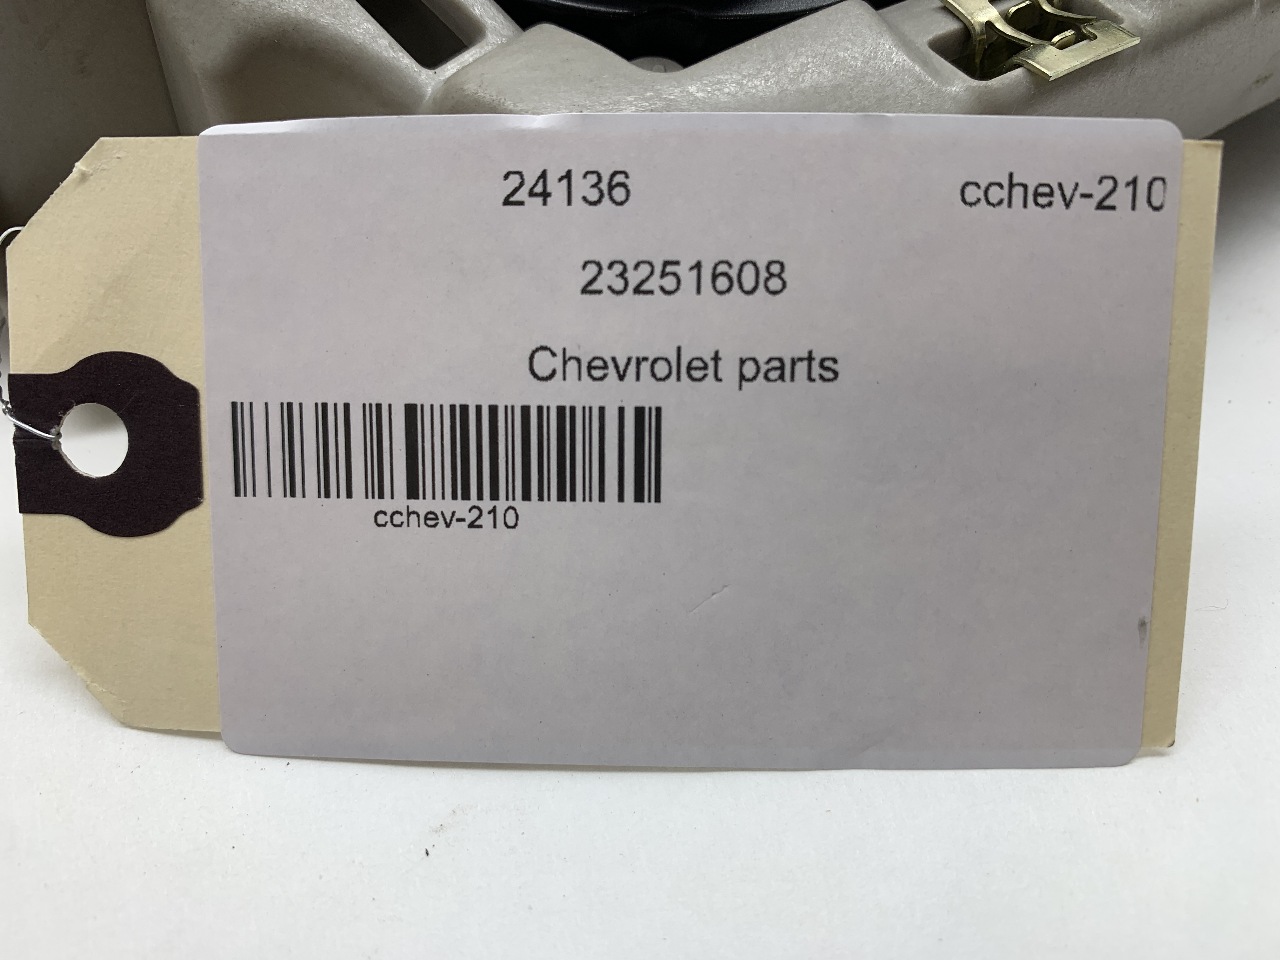 24136 cchev-210
23251608
Chevrolet parts
cchev-210